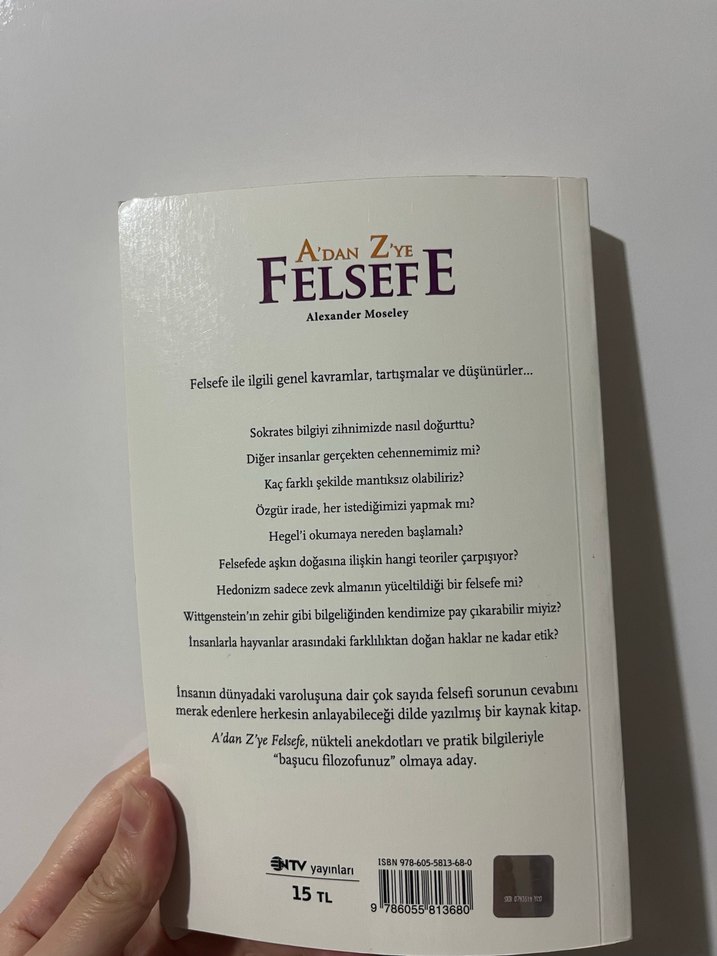 A'DAN Z'YE
FELSEFE
Alexander Moseley
Felsefe ile ilgili genel kavramlar, tartışmalar ve düşünürler...
Sokrates bilgiyi zihnimizde nasıl doğurttu?
Diğer insanlar gerçekten cehennemimiz mi?
Kaç farklı şekilde mantıksız olabiliriz?
Özgür irade, her istediğimizi yapmak mı?
Hegel'i okumaya nereden başlamalı?
Felsefede aşkın doğasına ilişkin hangi teoriler çarpışıyor?
Hedonizm sadece zevk almanın yüceltildiği bir felsefe mi?
Wittgenstein'ın zehir gibi bilgeliğinden kendimize pay çıkarabilir miyiz?
İnsanlarla hayvanlar arasındaki farklılıktan doğan haklar ne kadar etik?
İnsanın dünyadaki varoluşuna dair çok sayıda felsefi sorunun cevabını
merak edenlere herkesin anlayabileceği dilde yazılmış bir kaynak kitap.
A'dan Z'ye Felsefe, nükteli anekdotları ve pratik bilgileriyle
"başucu filozofunuz" olmaya aday.
NTV yayınları
15 TL
ISBN 978-605-5813-68-0
9 786055 813680